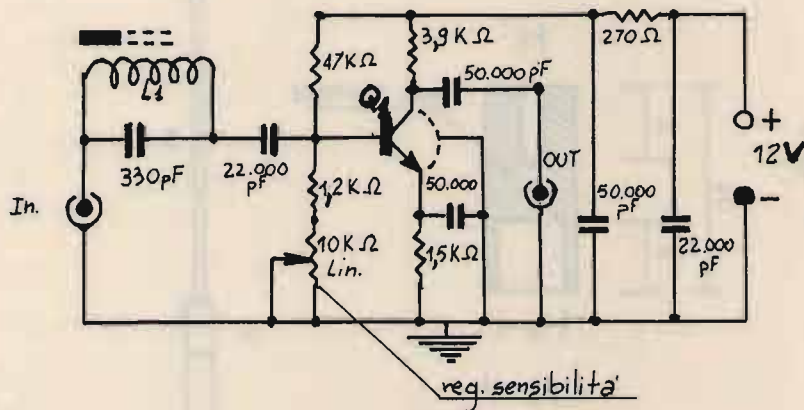 3,9KΩ
270Ω
47KΩ
50.000pF
L1
Q1
+
12V
-
330pF
22.000
pF
OUT
In.
1,2KΩ
50.000
50.000
pF
22.000
pF
10KΩ
Lin.
1,5KΩ
reg. sensibilita'